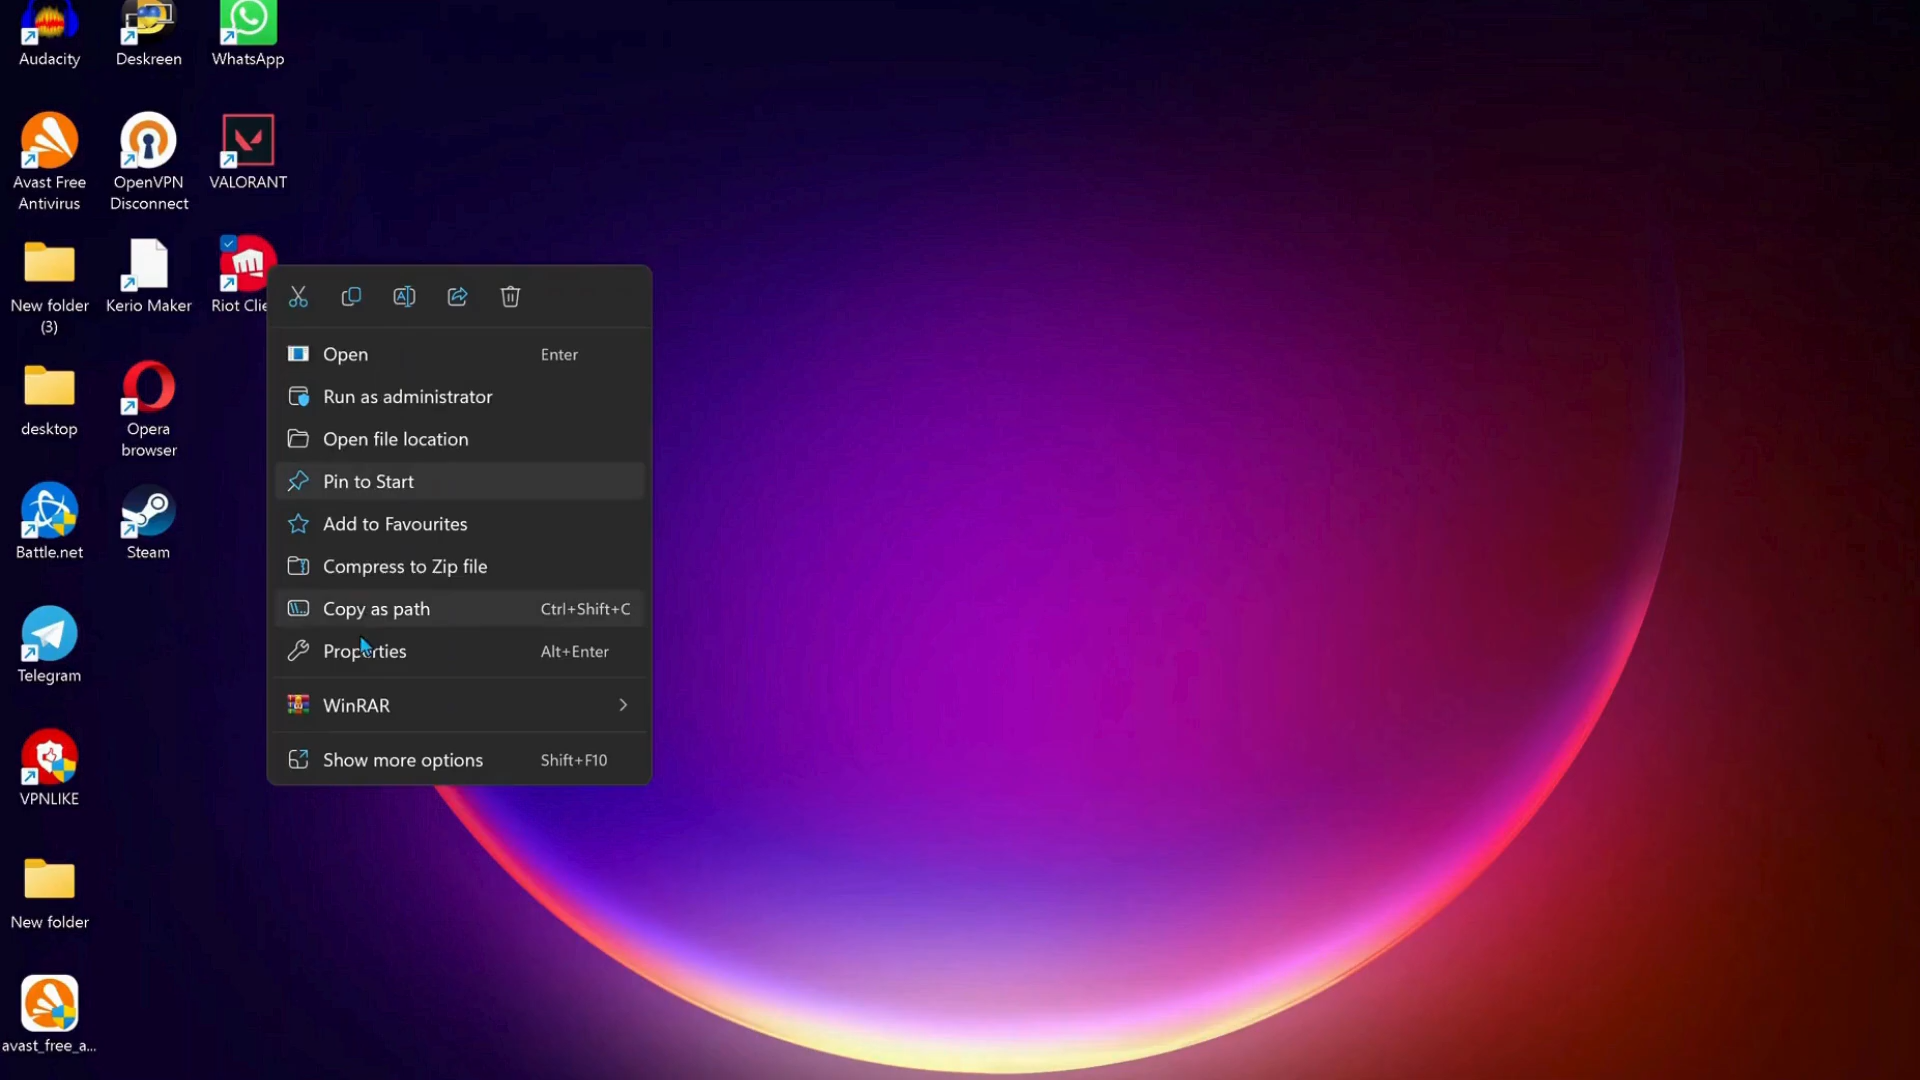 Audacity
Deskreen
WhatsApp
Avast Free
Antivirus
OpenVPN
Disconnect
VALORANT
New folder
(3)
Kerio Maker
Riot Clie
desktop
Opera
browser
Battle.net
Steam
Telegram
VPNLIKE
New folder
avast_free_a...
Open Enter
Run as administrator
Open file location
Pin to Start
Add to Favourites
Compress to Zip file
Copy as path Ctrl+Shift+C
Properties Alt+Enter
WinRAR
Show more options Shift+F10